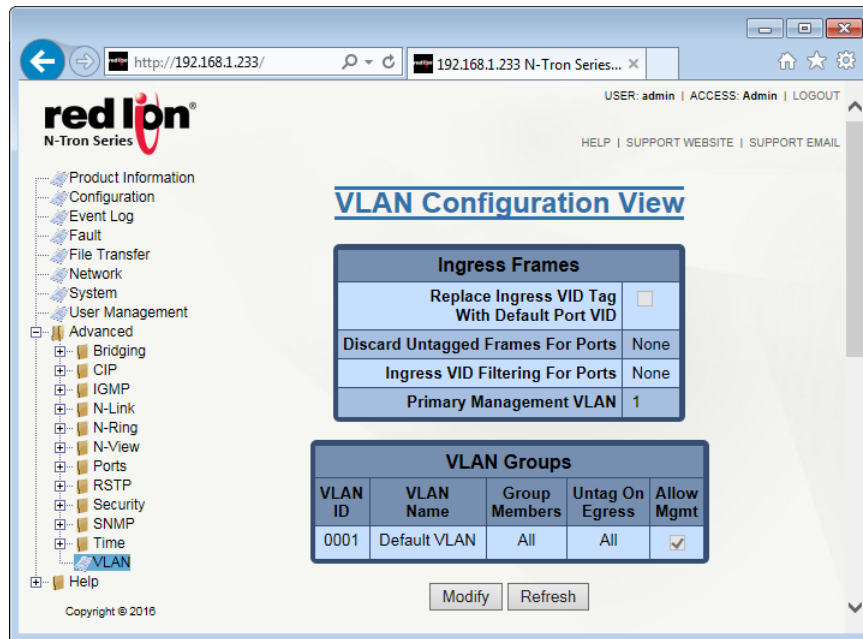 http://192.168.1.233/
192.168.1.233 N-Tron Series...
USER: admin | ACCESS: Admin | LOGOUT
red lion®
N-Tron Series
HELP | SUPPORT WEBSITE | SUPPORT EMAIL
Product Information
Configuration
Event Log
Fault
File Transfer
Network
System
User Management
Advanced
Bridging
CIP
IGMP
N-Link
N-Ring
N-View
Ports
RSTP
Security
SNMP
Time
VLAN
Help
Copyright © 2016
VLAN Configuration View
Ingress Frames
Replace Ingress VID Tag
With Default Port VID
Discard Untagged Frames For Ports None
Ingress VID Filtering For Ports None
Primary Management VLAN 1
VLAN Groups
VLAN ID VLAN Name Group Members Untag On Egress Allow Mgmt
0001 Default VLAN All All
Modify Refresh